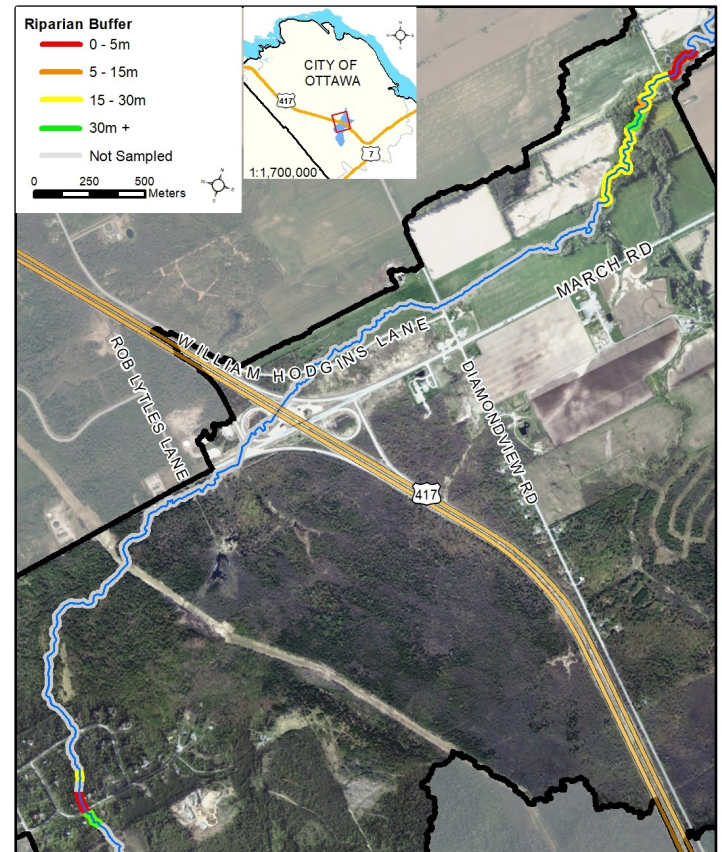 Riparian Buffer
0 - 5m
5 - 15m
15 - 30m
30m +
Not Sampled
0 250 500
Meters
N
E
S
W
CITY OF
OTTAWA
417
7
1:1,700,000
N
E
S
W
MARCH RD
WILLIAM HODGINS LANE
ROB LYTLES LANE
DIAMONDVIEW RD
417